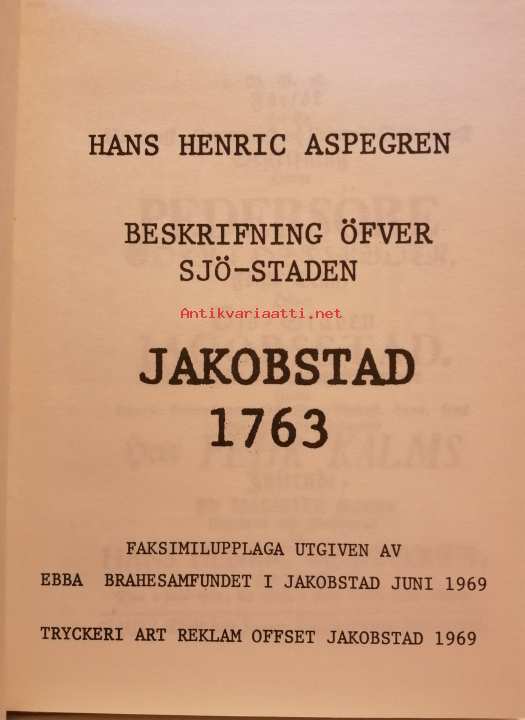 HANS HENRIC ASPEGREN
BESKRIFNING ÖFVER
SJÖ-STADEN
Antikvariaatti.net
JAKOBSTAD
1763
FAKSIMILUPPLAGA UTGIVEN AV
EBBA BRAHESAMFUNDET I JAKOBSTAD JUNI 1969
TRYCKERI ART REKLAM OFFSET JAKOBSTAD 1969